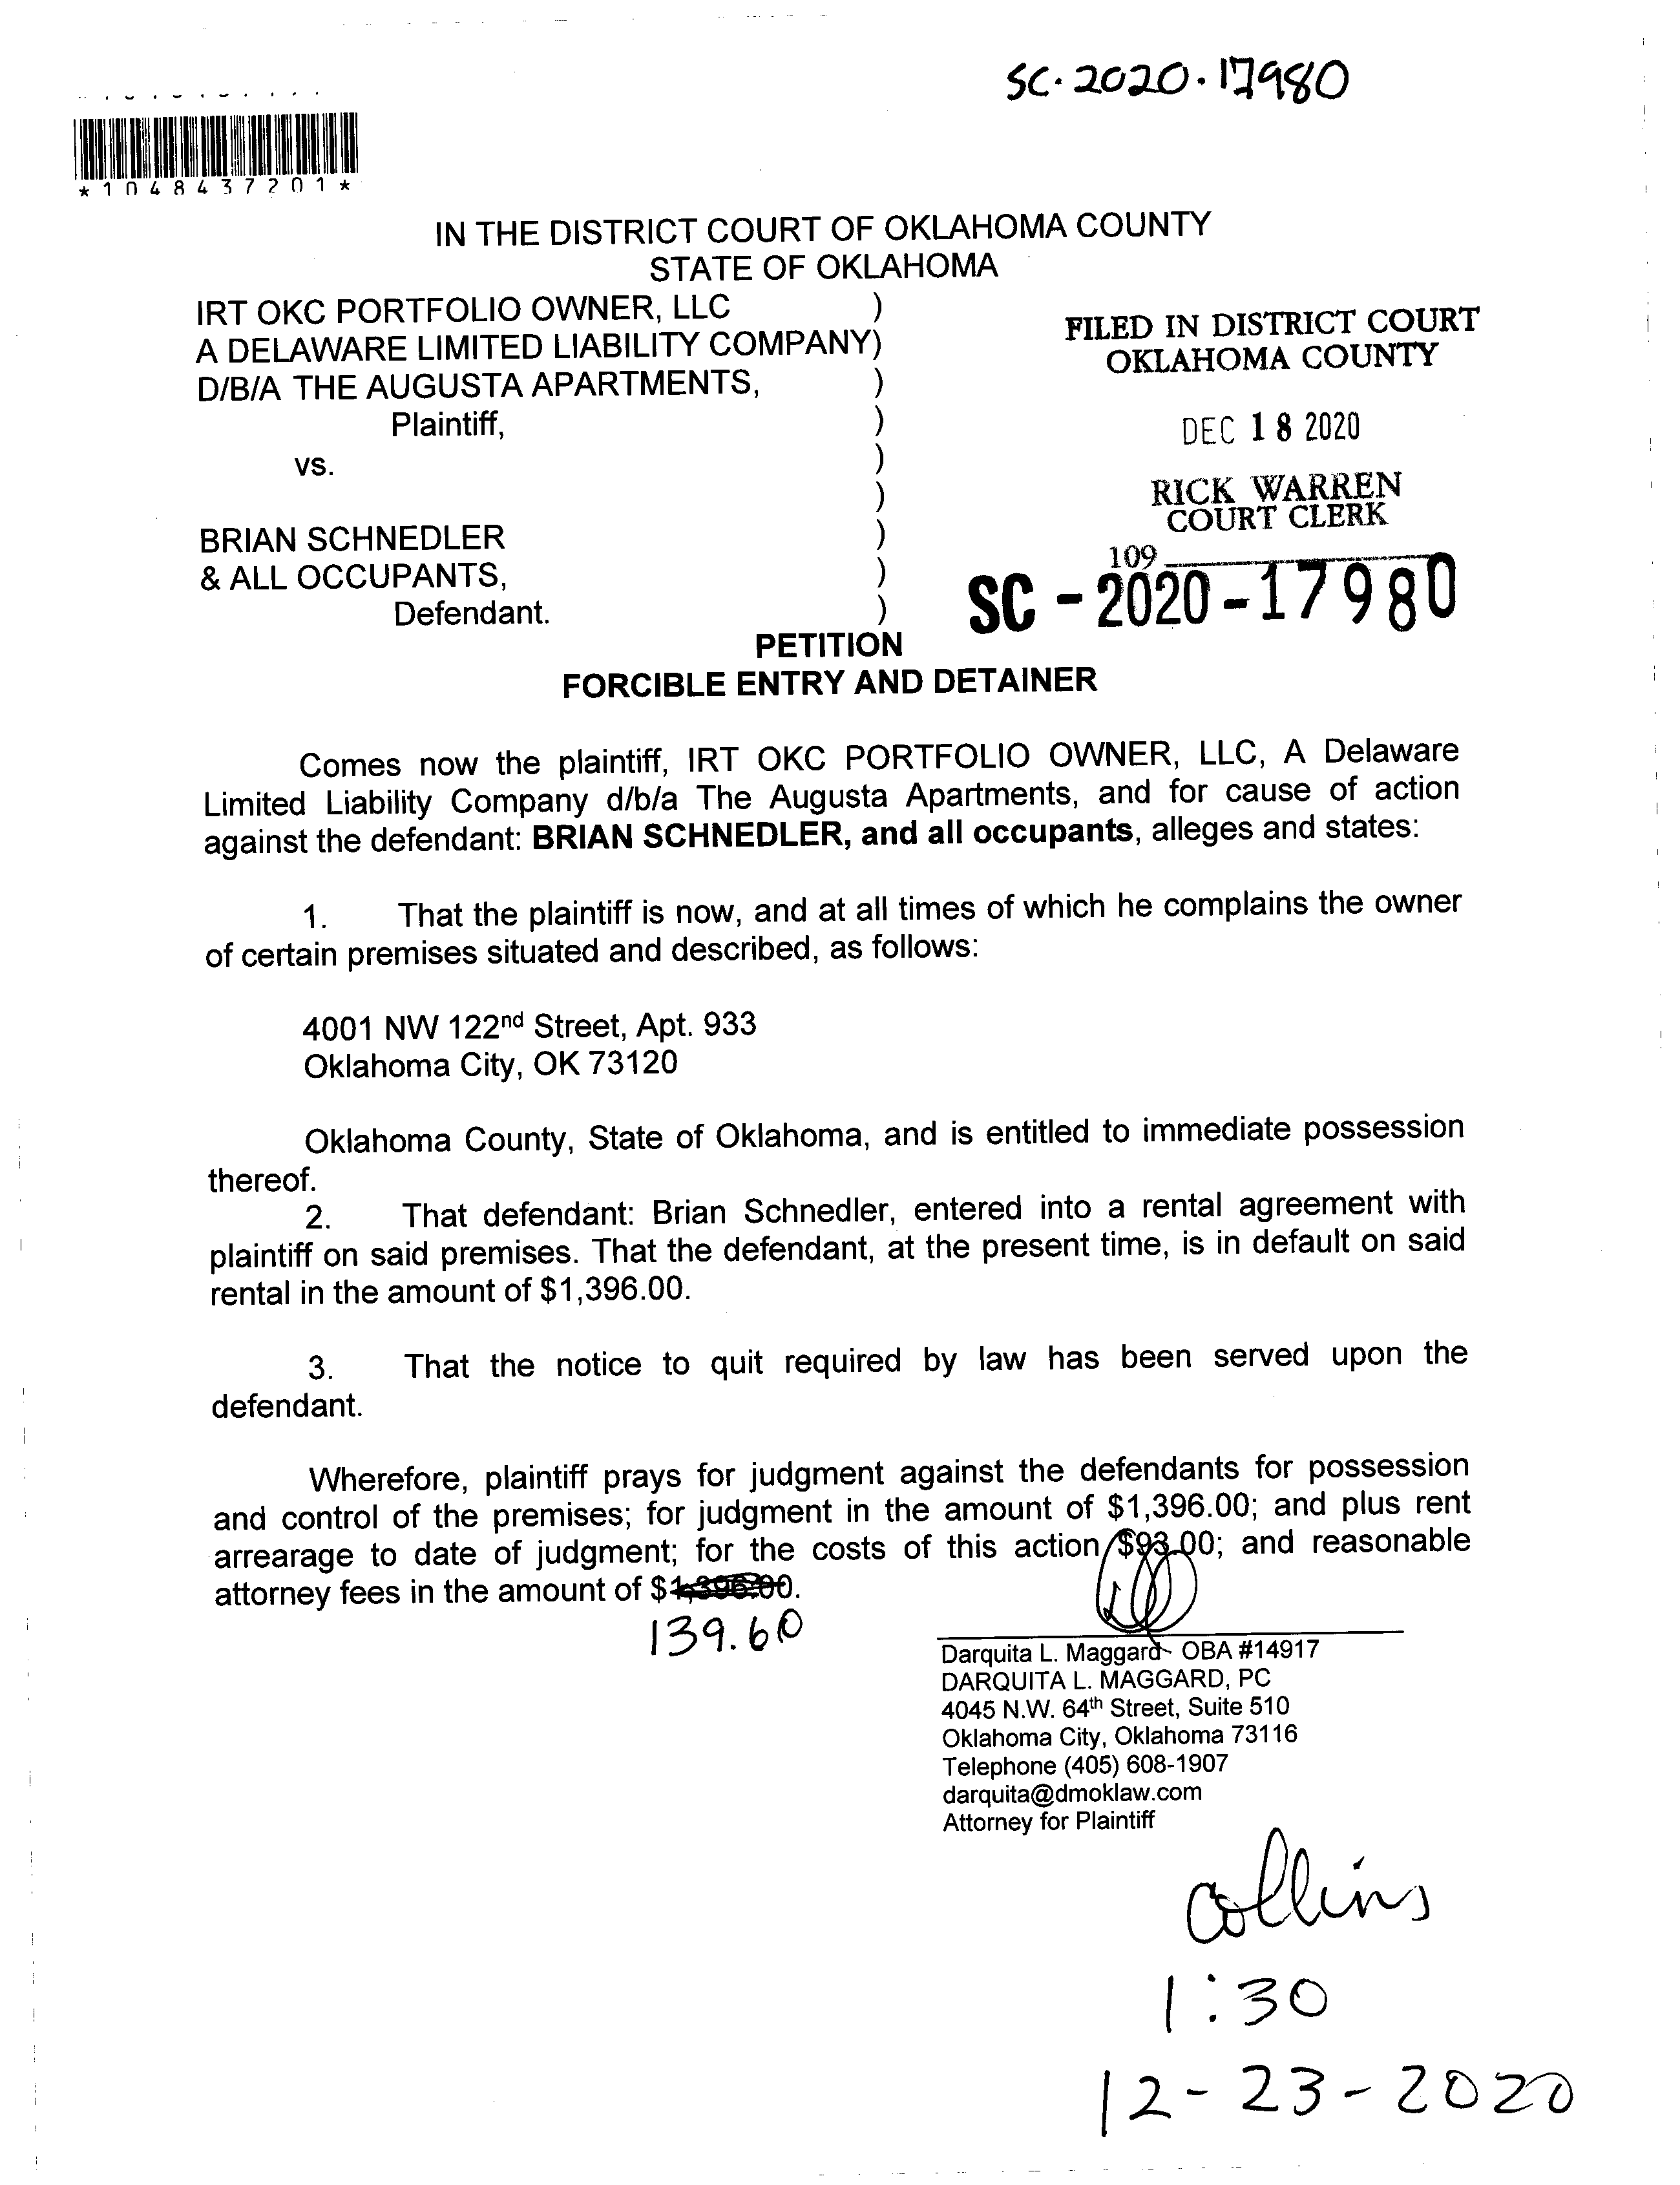 SC-2020-17980
*1048437201*
IN THE DISTRICT COURT OF OKLAHOMA COUNTY
STATE OF OKLAHOMA
IRT OKC PORTFOLIO OWNER, LLC )
A DELAWARE LIMITED LIABILITY COMPANY)
D/B/A THE AUGUSTA APARTMENTS, )
Plaintiff, )
vs. )
)
BRIAN SCHNEDLER )
& ALL OCCUPANTS, )
Defendant. )
FILED IN DISTRICT COURT
OKLAHOMA COUNTY
DEC 18 2020
RICK WARREN
COURT CLERK
109
SC-2020-17980
PETITION
FORCIBLE ENTRY AND DETAINER
Comes now the plaintiff, IRT OKC PORTFOLIO OWNER, LLC, A Delaware
Limited Liability Company d/b/a The Augusta Apartments, and for cause of action
against the defendant: BRIAN SCHNEDLER, and all occupants, alleges and states:
1. That the plaintiff is now, and at all times of which he complains the owner
of certain premises situated and described, as follows:
4001 NW 122nd Street, Apt. 933
Oklahoma City, OK 73120
Oklahoma County, State of Oklahoma, and is entitled to immediate possession
thereof.
2. That defendant: Brian Schnedler, entered into a rental agreement with
plaintiff on said premises. That the defendant, at the present time, is in default on said
rental in the amount of $1,396.00.
3. That the notice to quit required by law has been served upon the
defendant.
Wherefore, plaintiff prays for judgment against the defendants for possession
and control of the premises; for judgment in the amount of $1,396.00; and plus rent
arrearage to date of judgment; for the costs of this action $93.00; and reasonable
attorney fees in the amount of $1,396.00.
139.60
Darquita L. Maggard OBA #14917
DARQUITA L. MAGGARD, PC
4045 N.W. 64th Street, Suite 510
Oklahoma City, Oklahoma 73116
Telephone (405) 608-1907
darquita@dmoklaw.com
Attorney for Plaintiff
Collins
1:30
12-23-2020